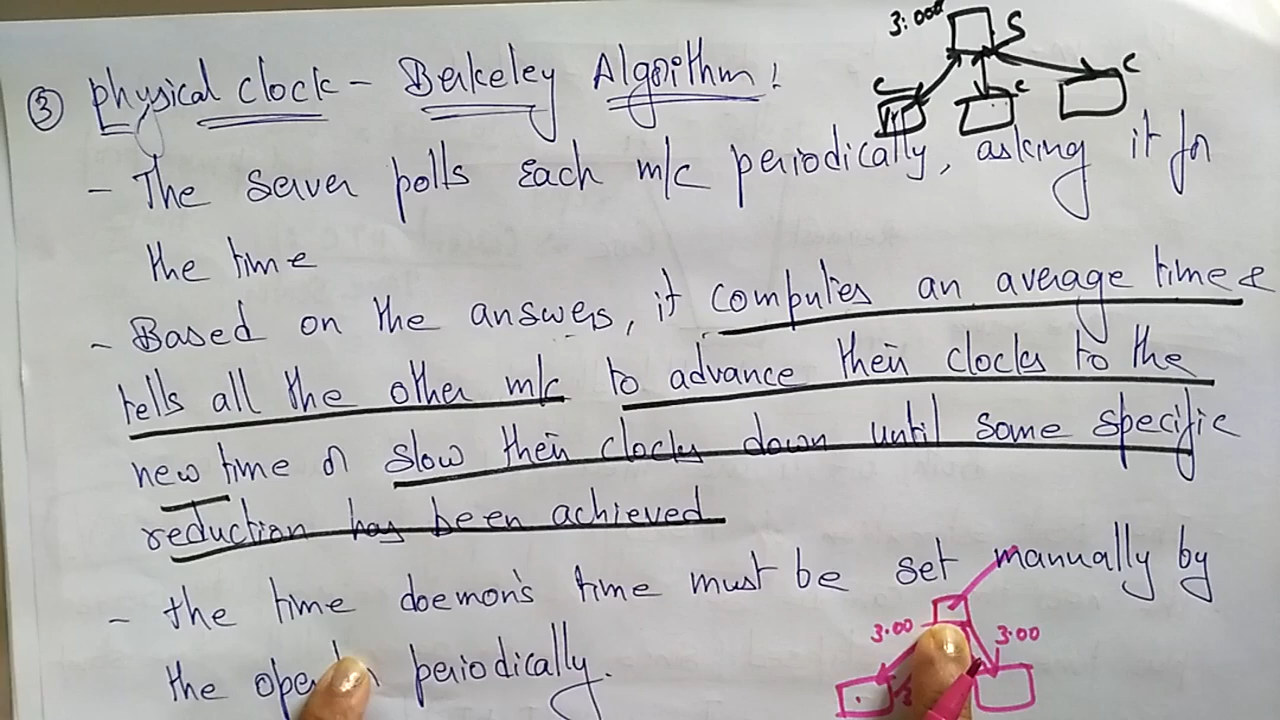 3:00
S
C
C
C
③ Physical clock - Berkeley Algorithm!
- The server polls each m/c periodically, asking it for
the time
- Based on the answers, it computes an average time &
tells all the other m/c to advance their clocks to the
new time or slow their clocks down until some specific
reduction has been achieved
- the time doemon's time must be set manually by
3.00
3.00
the periodically.